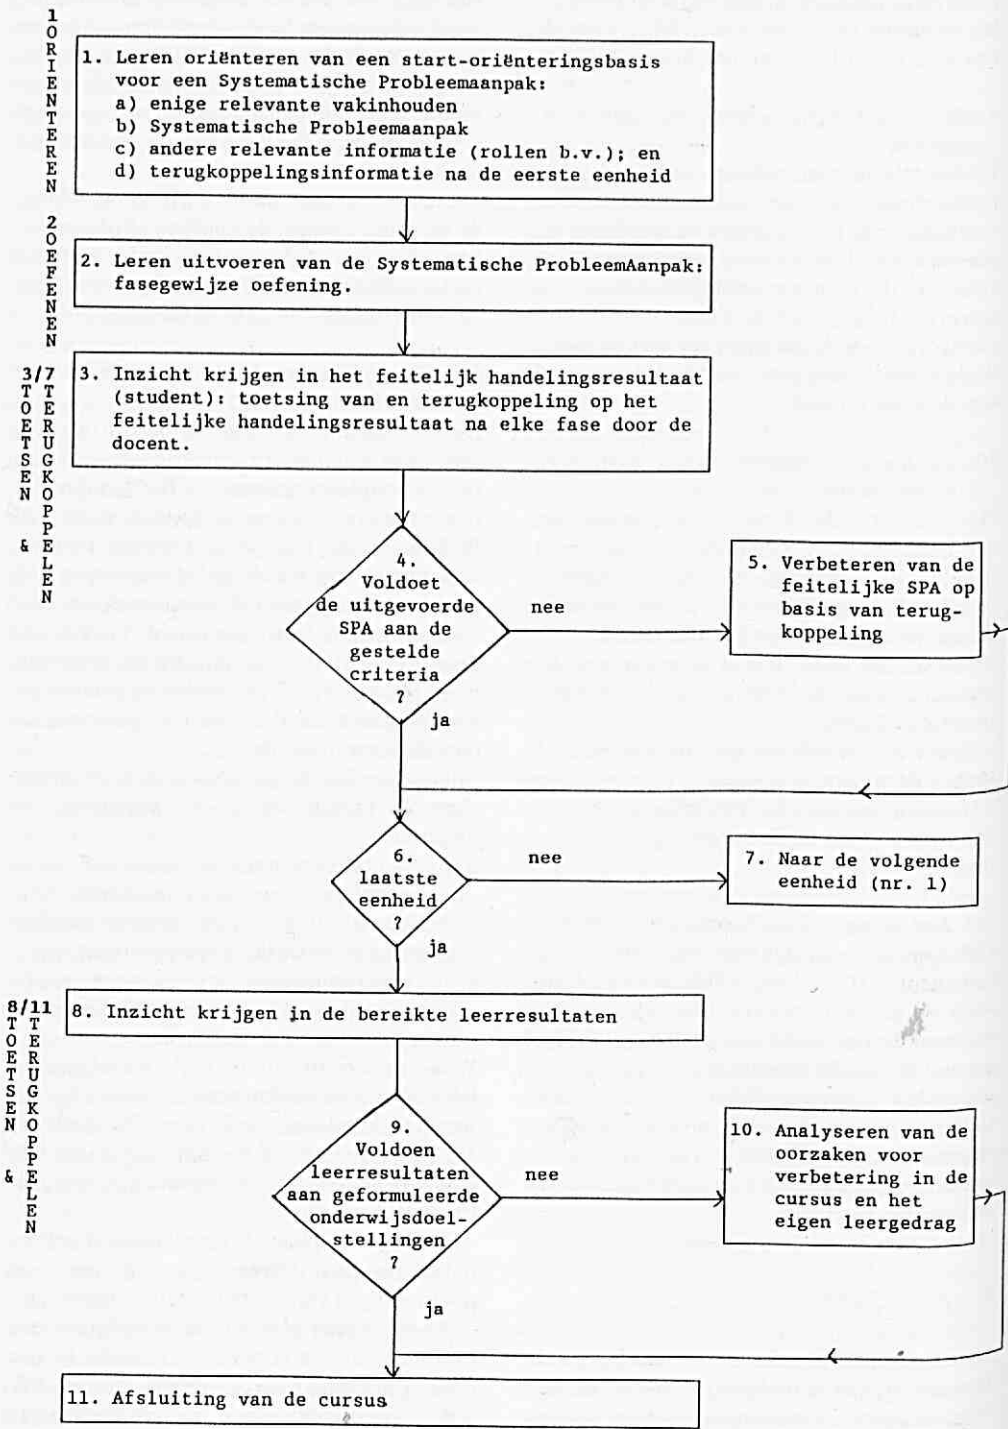 1 ORIENTEREN
1. Leren oriënteren van een start-oriënteringsbasis
voor een Systematische Probleemaanpak:
a) enige relevante vakinhouden
b) Systematische Probleemaanpak
c) andere relevante informatie (rollen b.v.); en
d) terugkoppelingsinformatie na de eerste eenheid
2 OEFENEN
2. Leren uitvoeren van de Systematische ProbleemAanpak:
fasegewijze oefening.
3/7
TOETSEN &
TERUGKOPPELEN
3. Inzicht krijgen in het feitelijk handelingsresultaat
(student): toetsing van en terugkoppeling op het
feitelijke handelingsresultaat na elke fase door de
docent.
4.
Voldoet
de uitgevoerde
SPA aan de
gestelde
criteria
?
nee
ja
5. Verbeteren van de
feitelijke SPA op
basis van terug-
koppeling
6.
laatste
eenheid
?
nee
ja
7. Naar de volgende
eenheid (nr. 1)
8/11
TOETSEN &
TERUGKOPPELEN
8. Inzicht krijgen in de bereikte leerresultaten
9.
Voldoen
leerresultaten
aan geformuleerde
onderwijsdoel-
stellingen
?
nee
ja
10. Analyseren van de
oorzaken voor
verbetering in de
cursus en het
eigen leergedrag
11. Afsluiting van de cursus